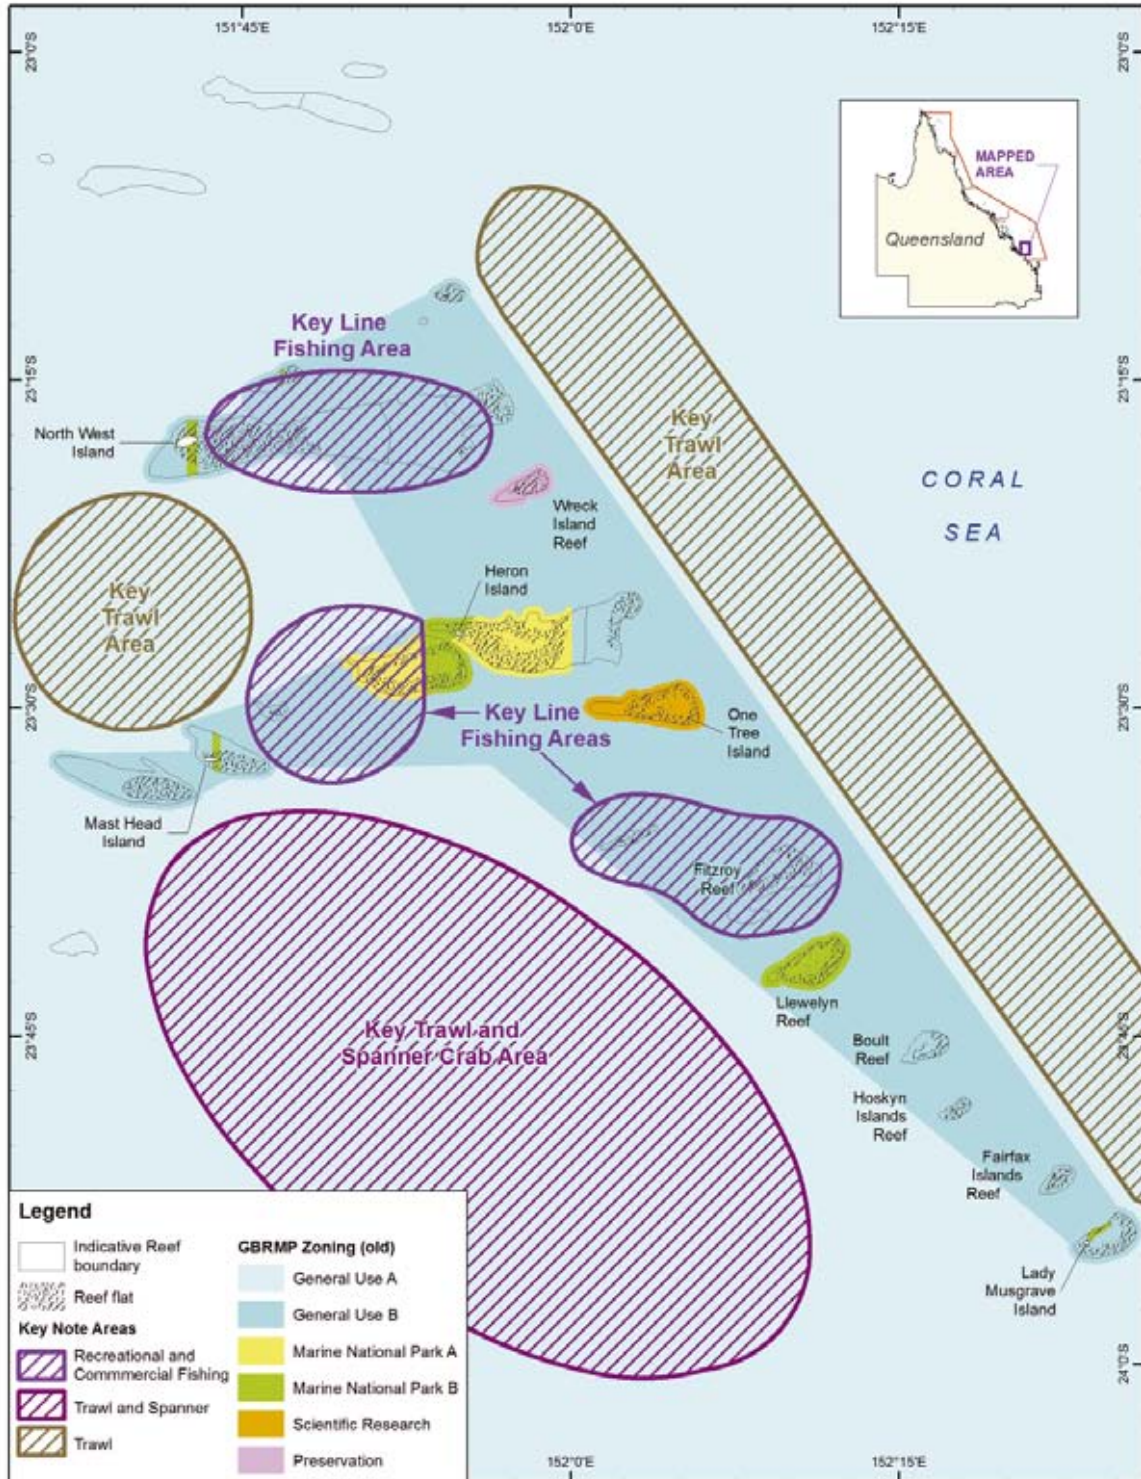 151°45'E
152°0'E
152°15'E
23°0'S
23°0'S
MAPPED
AREA
Queensland
Key Line
Fishing Area
23°15'S
23°15'S
North West
Island
Key
Trawl
Area
CORAL
SEA
Wreck
Island
Reef
Heron
Island
Key
Trawl
Area
23°30'S
23°30'S
Key Line
Fishing Areas
One
Tree
Island
Mast Head
Island
Fitzroy
Reef
Llewelyn
Reef
Key Trawl and
Spanner Crab Area
23°45'S
23°45'S
Boult
Reef
Hoskyn
Islands
Reef
Fairfax
Islands
Reef
Lady
Musgrave
Island
24°0'S
Legend
Indicative Reef
boundary
Reef flat
Key Note Areas
Recreational and
Commmercial Fishing
Trawl and Spanner
Trawl
GBRMP Zoning (old)
General Use A
General Use B
Marine National Park A
Marine National Park B
Scientific Research
Preservation
152°0'E
152°15'E